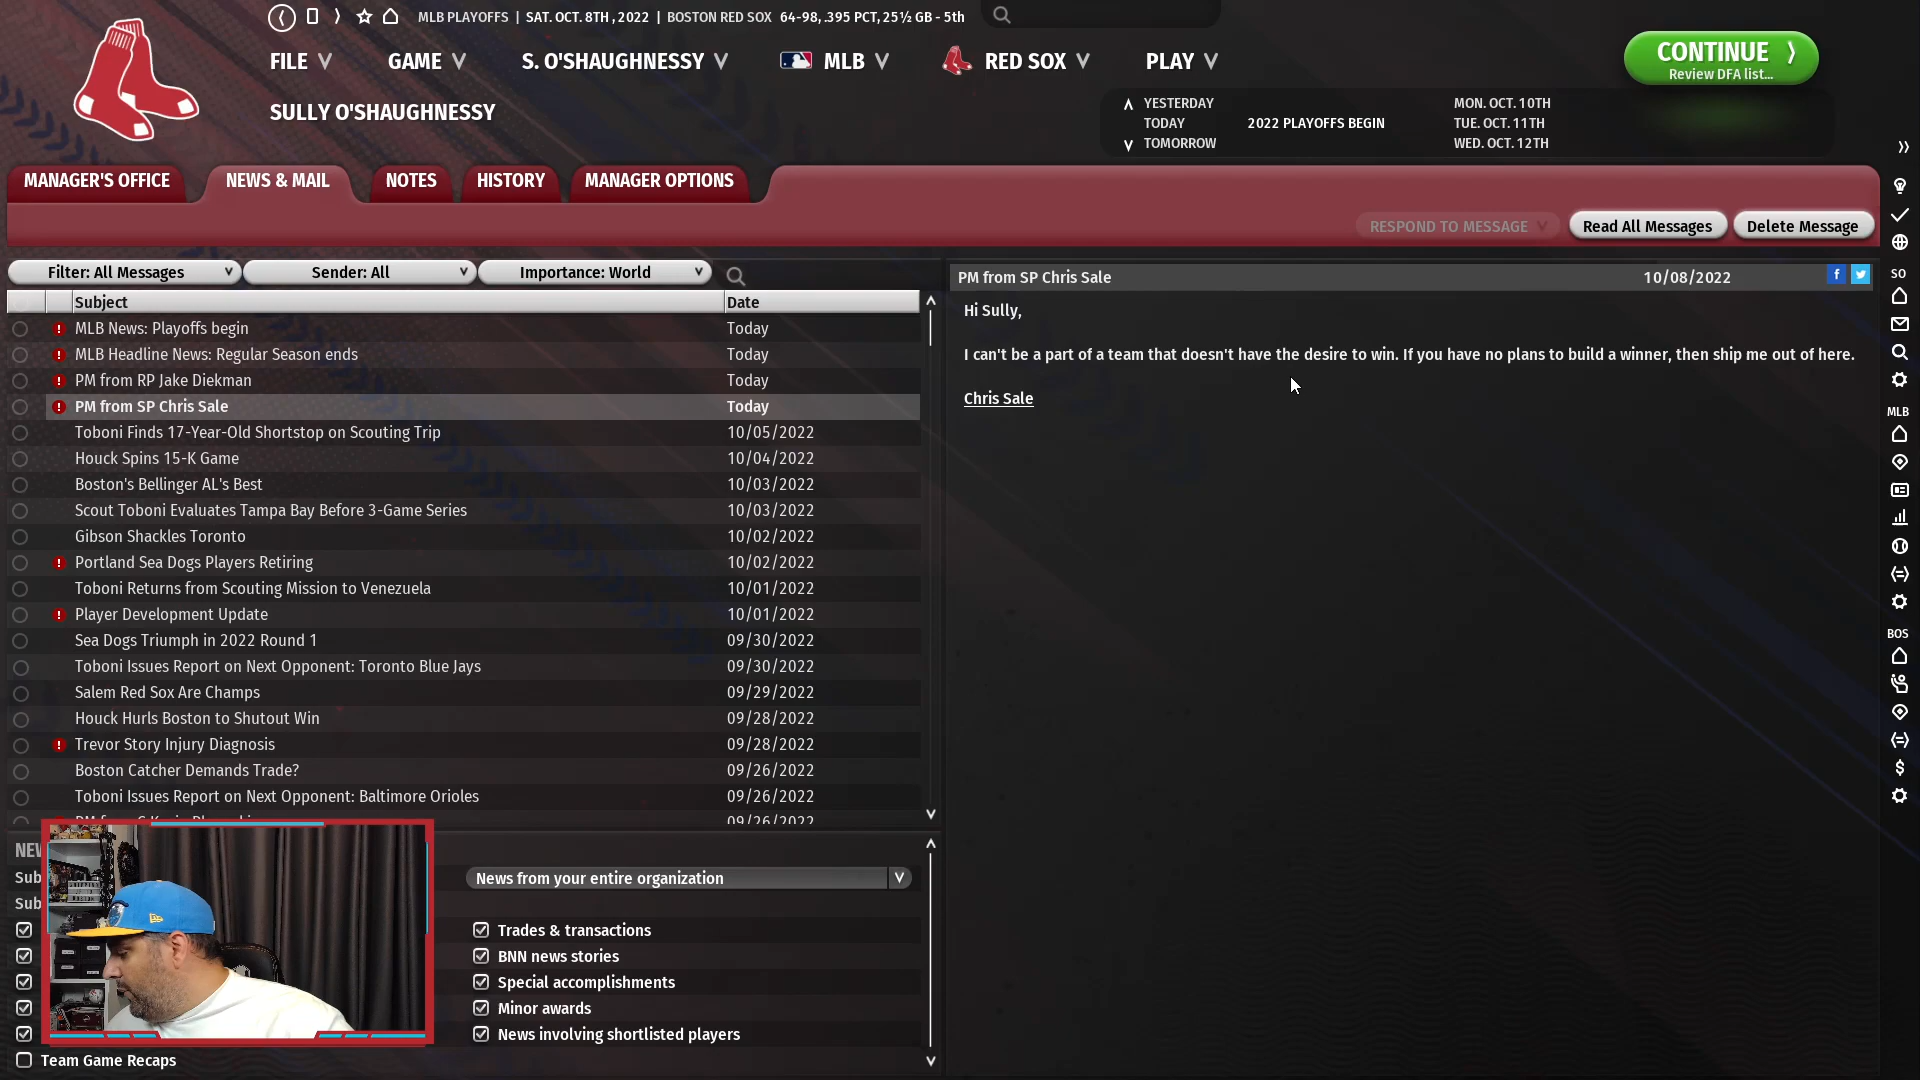 MLB PLAYOFFS | SAT. OCT. 8TH , 2022 | BOSTON RED SOX 64-98, .395 PCT, 25½ GB - 5th
FILE GAME S. O'SHAUGHNESSY MLB RED SOX PLAY
CONTINUE
Review DFA list...
SULLY O'SHAUGHNESSY
YESTERDAY
TODAY
TOMORROW
2022 PLAYOFFS BEGIN
MON. OCT. 10TH
TUE. OCT. 11TH
WED. OCT. 12TH
MANAGER'S OFFICE NEWS & MAIL NOTES HISTORY MANAGER OPTIONS
RESPOND TO MESSAGE Read All Messages Delete Message
Filter: All Messages Sender: All Importance: World
Subject Date
MLB News: Playoffs begin Today
MLB Headline News: Regular Season ends Today
PM from RP Jake Diekman Today
PM from SP Chris Sale Today
Toboni Finds 17-Year-Old Shortstop on Scouting Trip 10/05/2022
Houck Spins 15-K Game 10/04/2022
Boston's Bellinger AL's Best 10/03/2022
Scout Toboni Evaluates Tampa Bay Before 3-Game Series 10/03/2022
Gibson Shackles Toronto 10/02/2022
Portland Sea Dogs Players Retiring 10/02/2022
Toboni Returns from Scouting Mission to Venezuela 10/01/2022
Player Development Update 10/01/2022
Sea Dogs Triumph in 2022 Round 1 09/30/2022
Toboni Issues Report on Next Opponent: Toronto Blue Jays 09/30/2022
Salem Red Sox Are Champs 09/29/2022
Houck Hurls Boston to Shutout Win 09/28/2022
Trevor Story Injury Diagnosis 09/28/2022
Boston Catcher Demands Trade? 09/26/2022
Toboni Issues Report on Next Opponent: Baltimore Orioles 09/26/2022
09/26/2022
PM from SP Chris Sale 10/08/2022
Hi Sully,
I can't be a part of a team that doesn't have the desire to win. If you have no plans to build a winner, then ship me out of here.
Chris Sale
SO
MLB
BOS
NEW
Sub
Sub
News from your entire organization
Trades & transactions
BNN news stories
Special accomplishments
Minor awards
News involving shortlisted players
Team Game Recaps